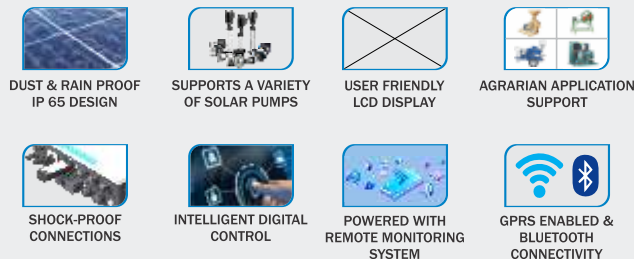 DUST & RAIN PROOF
IP 65 DESIGN
SUPPORTS A VARIETY
OF SOLAR PUMPS
USER FRIENDLY
LCD DISPLAY
AGRARIAN APPLICATION
SUPPORT
SHOCK-PROOF
CONNECTIONS
INTELLIGENT DIGITAL
CONTROL
POWERED WITH
REMOTE MONITORING
SYSTEM
GPRS ENABLED &
BLUETOOTH
CONNECTIVITY